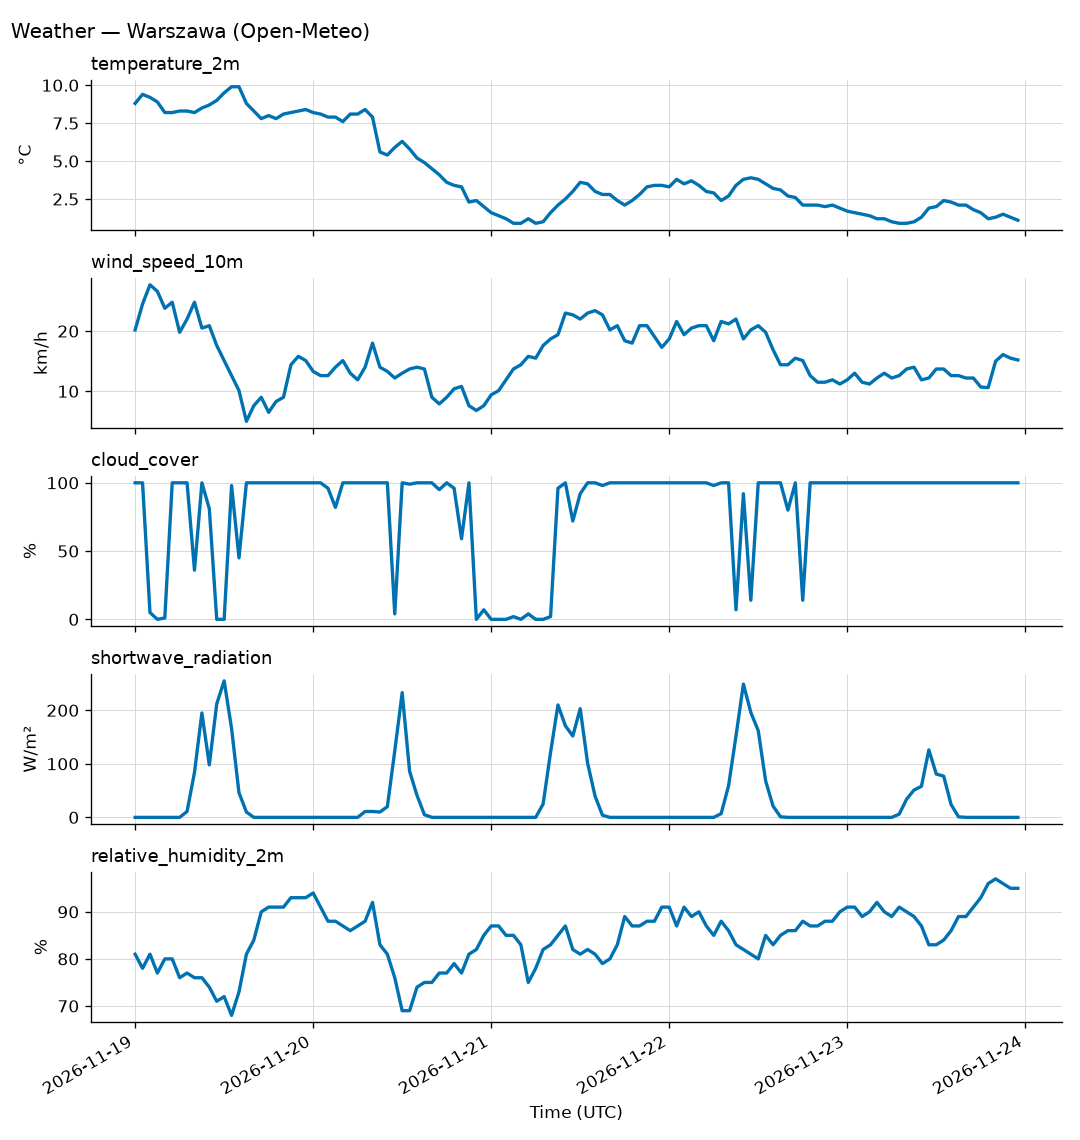 Weather — Warszawa (Open-Meteo)
temperature_2m
10.0
7.5
5.0
2.5
°C
wind_speed_10m
20
10
km/h
cloud_cover
100
50
0
%
shortwave_radiation
200
100
0
W/m²
relative_humidity_2m
90
80
70
%
2026-11-19
2026-11-20
2026-11-21
2026-11-22
2026-11-23
2026-11-24
Time (UTC)